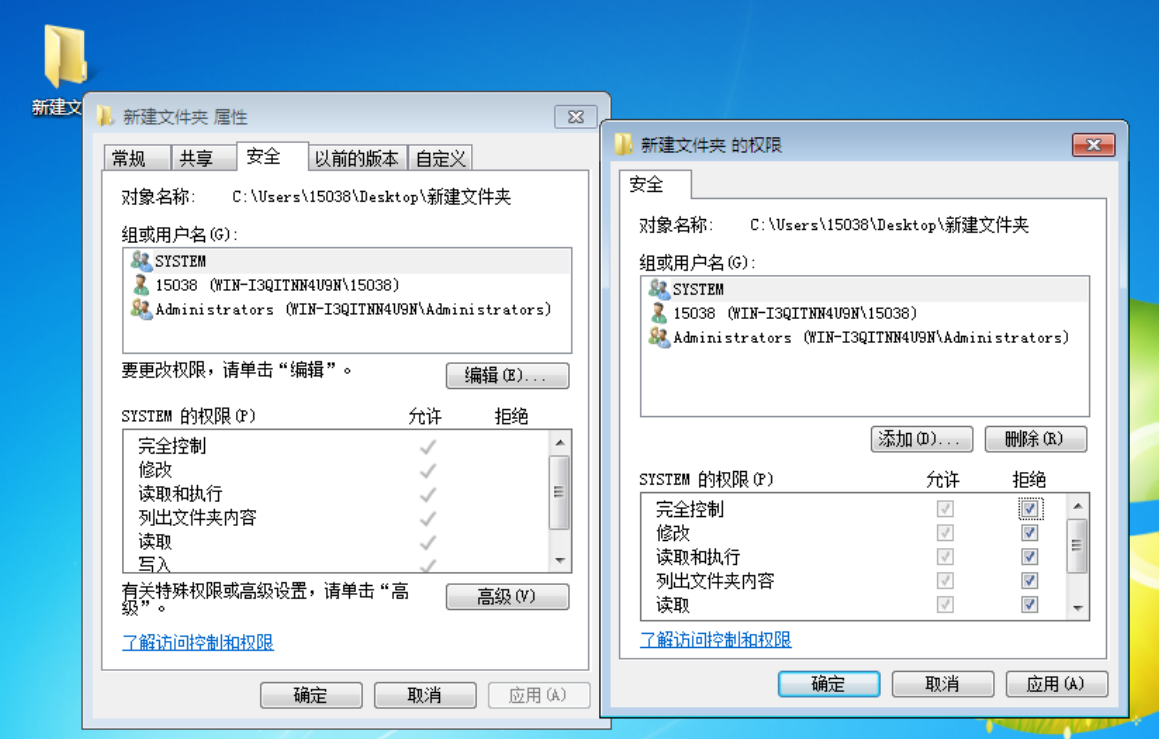 新建文
新建文件夹 属性
常规 共享 安全 以前的版本 自定义
对象名称: C:\Users\15038\Desktop\新建文件夹
组或用户名(G):
SYSTEM
15038 (WIN-I3QITNN4U9N\15038)
Administrators (WIN-I3QITNN4U9N\Administrators)
要更改权限，请单击“编辑”。
编辑(E)...
SYSTEM 的权限(P) 允许 拒绝
完全控制
修改
读取和执行
列出文件夹内容
读取
写入
有关特殊权限或高级设置，请单击“高
级”。
高级(V)
了解访问控制和权限
确定 取消 应用(A)
新建文件夹 的权限
安全
对象名称: C:\Users\15038\Desktop\新建文件夹
组或用户名(G):
SYSTEM
15038 (WIN-I3QITNN4U9N\15038)
Administrators (WIN-I3QITNN4U9N\Administrators)
添加(D)... 删除(R)
SYSTEM 的权限(P) 允许 拒绝
完全控制
修改
读取和执行
列出文件夹内容
读取
了解访问控制和权限
确定 取消 应用(A)